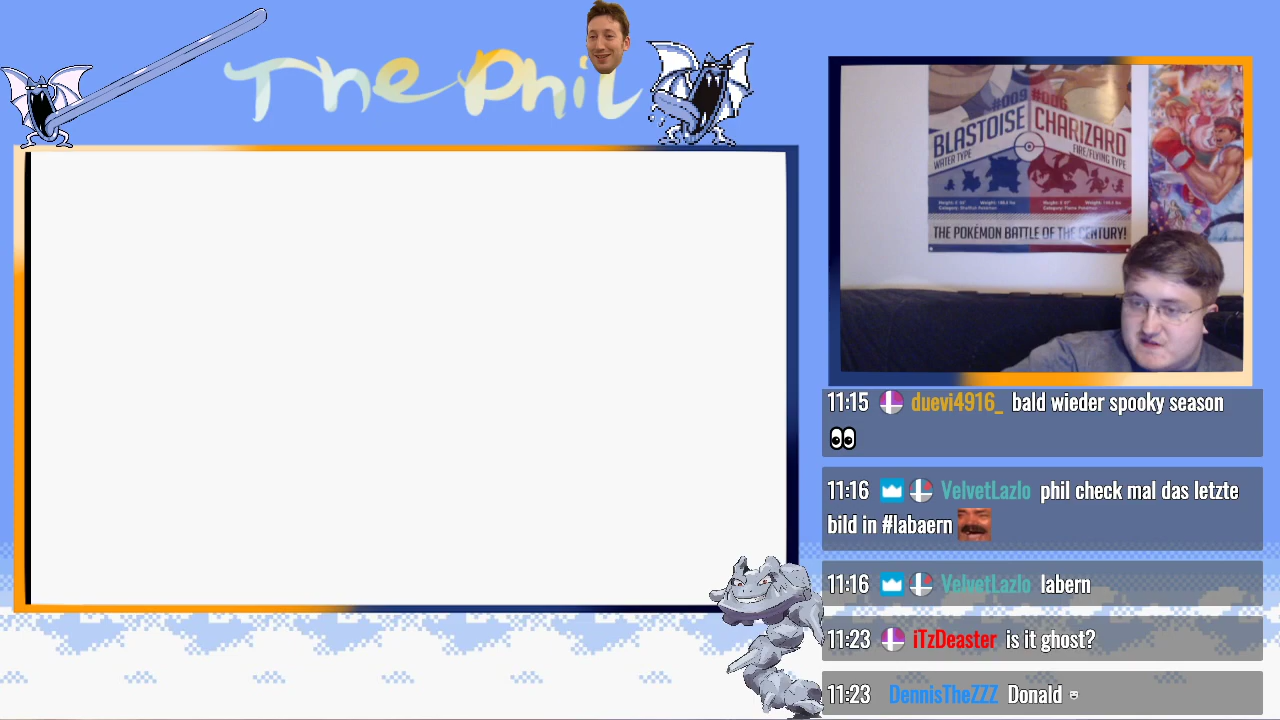 The Phil
#009 #006
BLASTOISE
WATER TYPE
CHARIZARD
FIRE/FLYING TYPE
THE POKÉMON BATTLE OF THE CENTURY!
11:15 duevi4916_ bald wieder spooky season
11:16 VelvetLazlo phil check mal das letzte
bild in #labaern
11:16 VelvetLazlo labern
11:23 iTzDeaster is it ghost?
11:23 DennisTheZZZ Donald